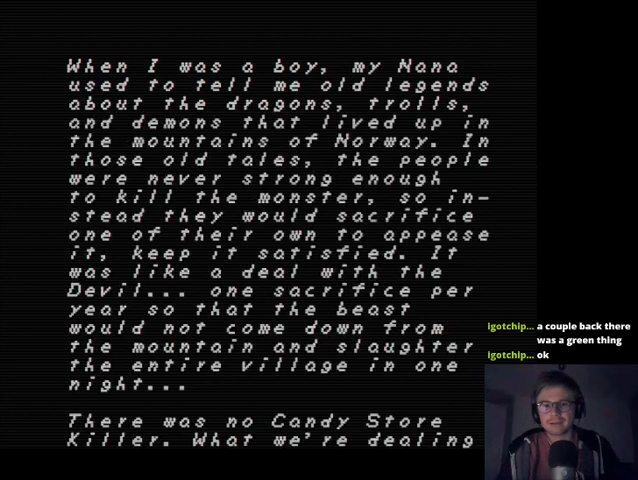 When I was a boy, my Nana
used to tell me old legends
about the dragons, trolls,
and demons that lived up in
the mountains of Norway. In
those old tales, the people
were never strong enough
to kill the monster, so in-
stead they would sacrifice
one of their own to appease
it, keep it satisfied. It
was like a deal with the
Devil... one sacrifice per
year so that the beast
would not come down from
the mountain and slaughter
the entire village in one
night...
There was no Candy Store
Killer. What we're dealing
igotchip... a couple back there
was a green thing
igotchip... ok